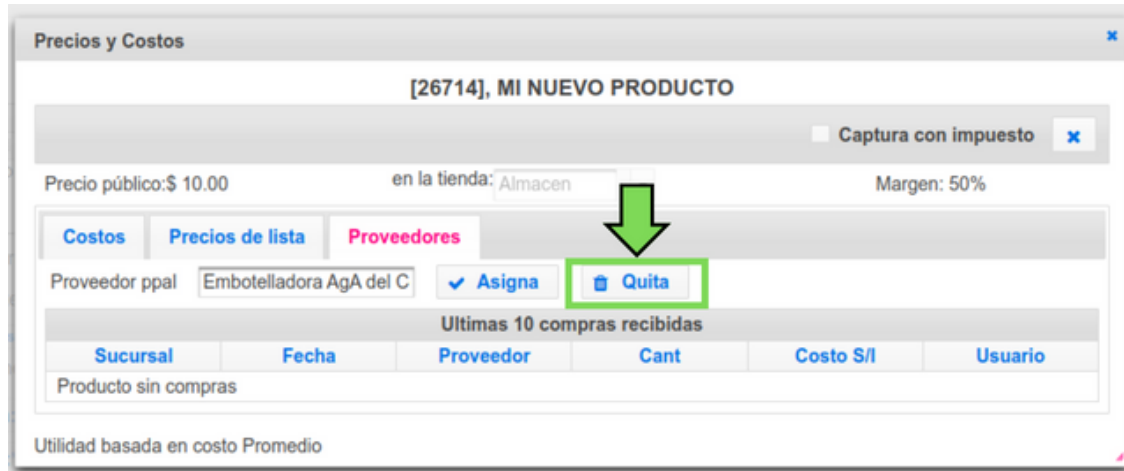 Precios y Costos
[26714], MI NUEVO PRODUCTO
Captura con impuesto
Precio público:$ 10.00 en la tienda: Almacen Margen: 50%
Costos Precios de lista Proveedores
Proveedor ppal Embotelladora AgA del C Asigna Quita
Ultimas 10 compras recibidas
Sucursal Fecha Proveedor Cant Costo S/I Usuario
Producto sin compras
Utilidad basada en costo Promedio